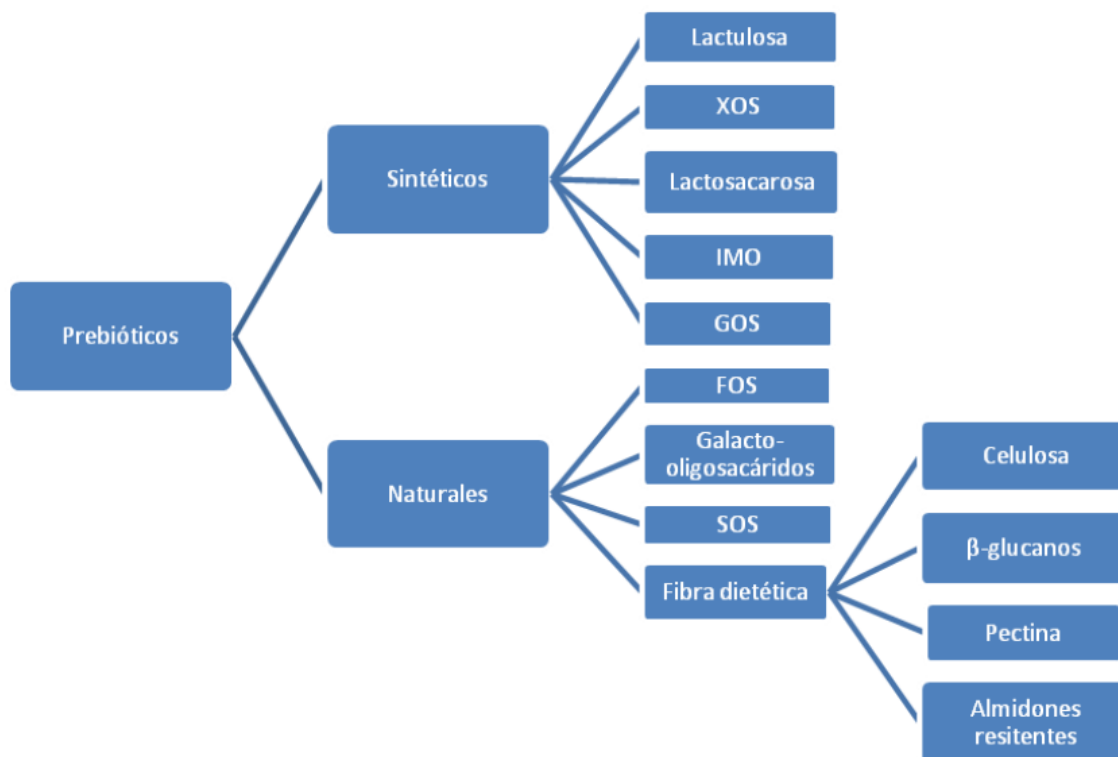 Prebióticos
Sintéticos
Lactulosa
XOS
Lactosacarosa
IMO
GOS
Naturales
FOS
Galacto-
oligosacáridos
SOS
Fibra dietética
Celulosa
β-glucanos
Pectina
Almidones
resitentes